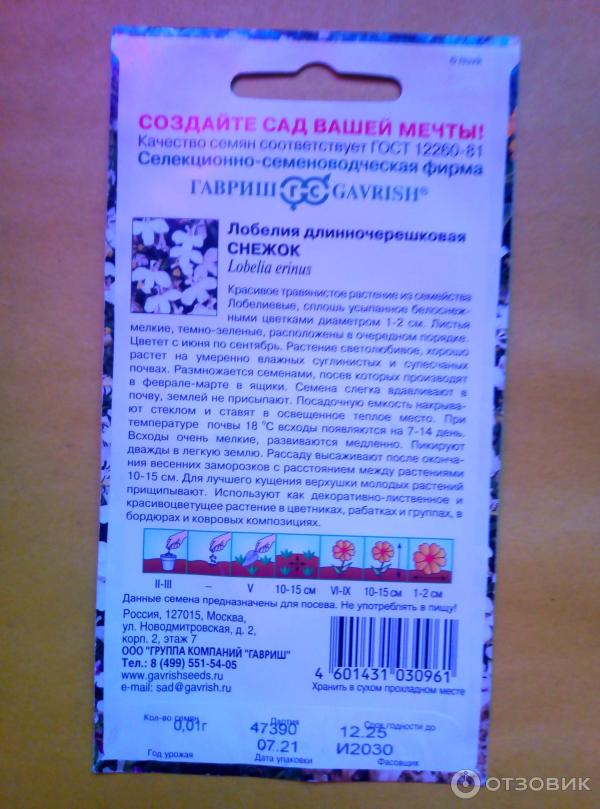 СОЗДАЙТЕ САД ВАШЕЙ МЕЧТЫ!
Качество семян соответствует ГОСТ 12260-81
Селекционно-семеноводческая фирма
ГАВРИШ ГС GAVRISH®
Лобелия длинночерешковая
СНЕЖОК
Lobelia erinus
Красивое травянистое растение из семейства
Лобелиевые, сплошь усыпанное белоснеж-
ными цветками диаметром 1-2 см. Листья
мелкие, темно-зеленые, расположены в очередном порядке.
Цветет с июня по сентябрь. Растение светолюбивое, хорошо
растет на умеренно влажных суглинистых и супесчаных
почвах. Размножается семенами, посев которых производят
в феврале-марте в ящики. Семена слегка вдавливают в
почву, землей не присыпают. Посадочную емкость накрыва-
ют стеклом и ставят в освещенное теплое место. При
температуре почвы 18 °С всходы появляются на 7-14 день.
Всходы очень мелкие, развиваются медленно. Пикируют
дважды в легкую землю. Рассаду высаживают после оконча-
ния весенних заморозков с расстоянием между растениями
10-15 см. Для лучшего кущения верхушки молодых растений
прищипывают. Используют как декоративно-лиственное и
красивоцветущее растение в цветниках, рабатках и группах, в
бордюрах и ковровых композициях.
II-III – V 10-15 см VI-IX 10-15 см 1-2 см
Данные семена предназначены для посева. Не употреблять в пищу!
Россия, 127015, Москва,
ул. Новодмитровская, д. 2,
корп. 2, этаж 7
ООО "ГРУППА КОМПАНИЙ "ГАВРИШ"
Тел.: 8 (499) 551-54-05
www.gavrishseeds.ru
e-mail: sad@gavrish.ru
4 601431 030961
Хранить в сухом прохладном месте
Кол-во семян Партия Срок годности до
0,01г 47390 12.25
07.21 И2030
Год урожая Дата упаковки Фасовщик
ОТЗОВИК